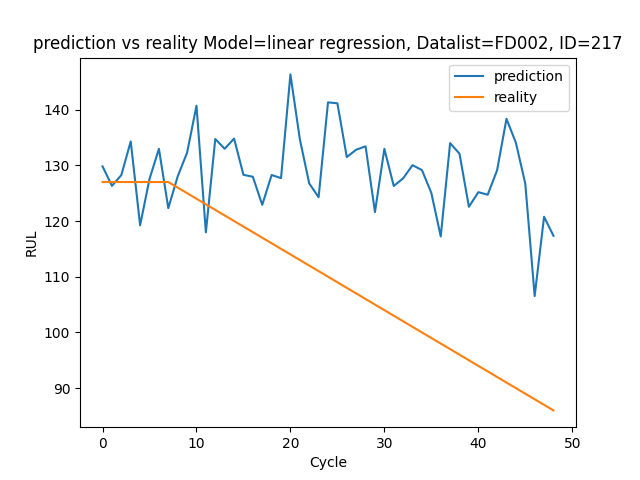 prediction vs reality Model=linear regression, Datalist=FD002, ID=217
prediction
reality
140
130
120
110
100
90
RUL
0 10 20 30 40 50
Cycle